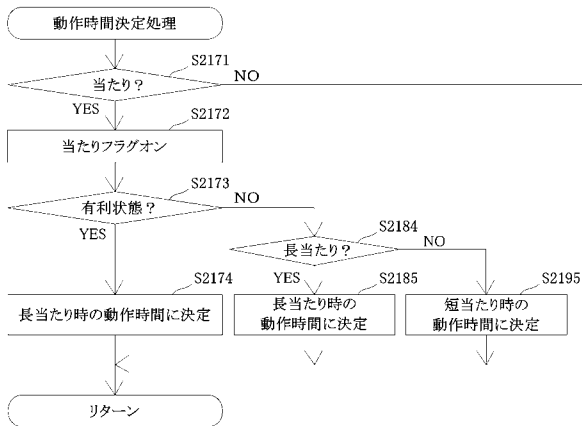 動作時間決定処理
S2171
当たり？
NO
YES
S2172
当たりフラグオン
S2173
有利状態？
NO
YES
S2184
長当たり？
NO
YES
S2174
長当たり時の動作時間に決定
S2185
長当たり時の
動作時間に決定
S2195
短当たり時の
動作時間に決定
リターン